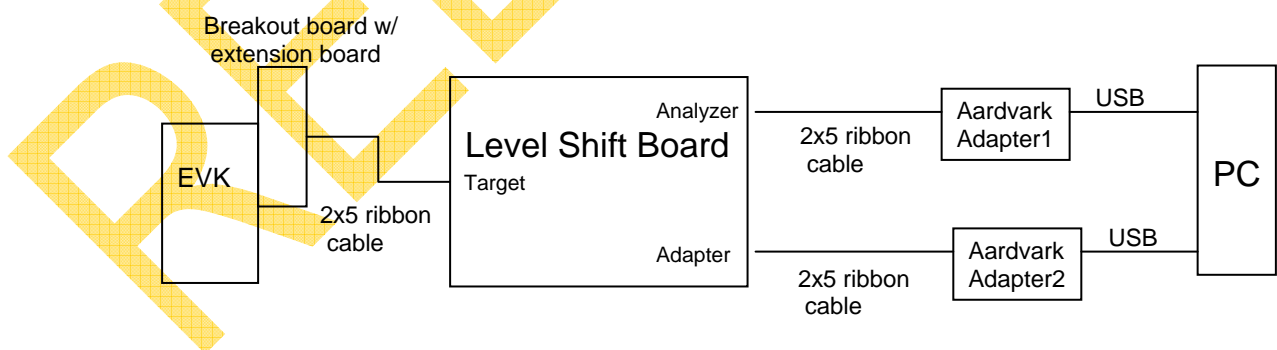 Breakout board w/
extension board
EVK
2x5 ribbon
cable
Level Shift Board
Target
Analyzer
Adapter
2x5 ribbon
cable
Aardvark
Adapter1
USB
2x5 ribbon
cable
Aardvark
Adapter2
USB
PC